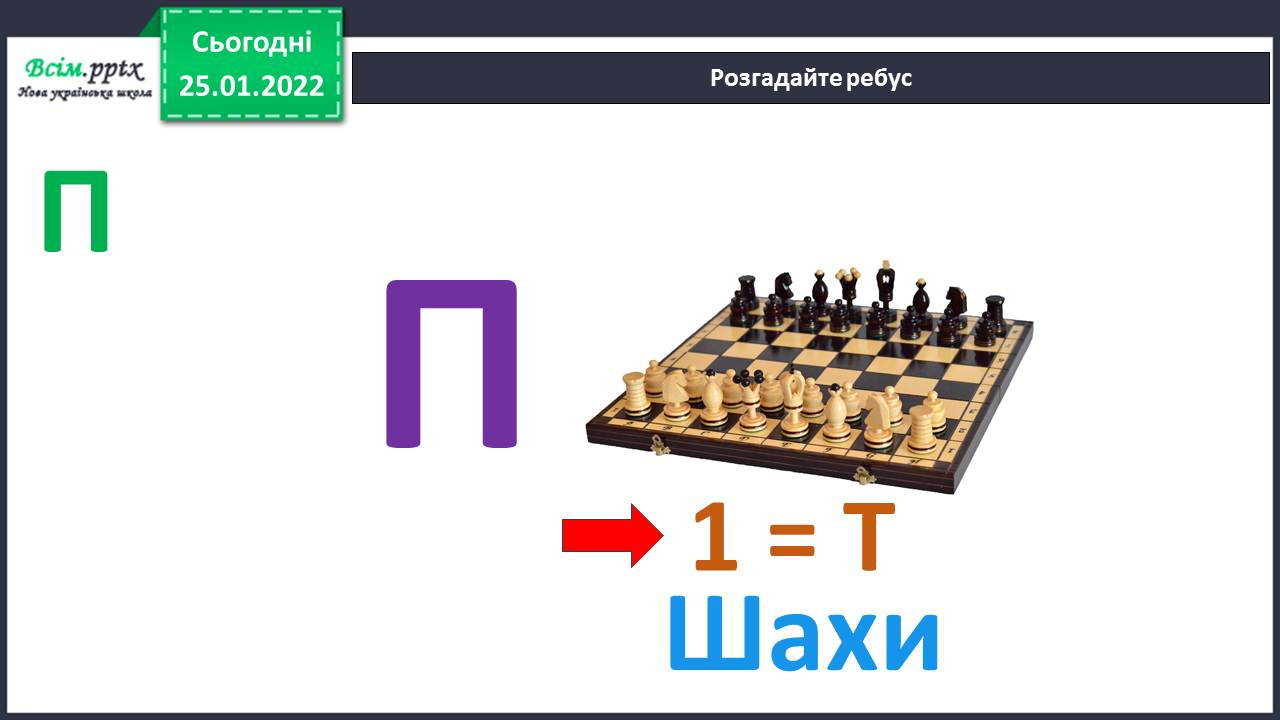 Сьогодні
25.01.2022
Всім.pptx
Нова українська школа
Розгадайте ребус
П
П
1 = Т
Шахи